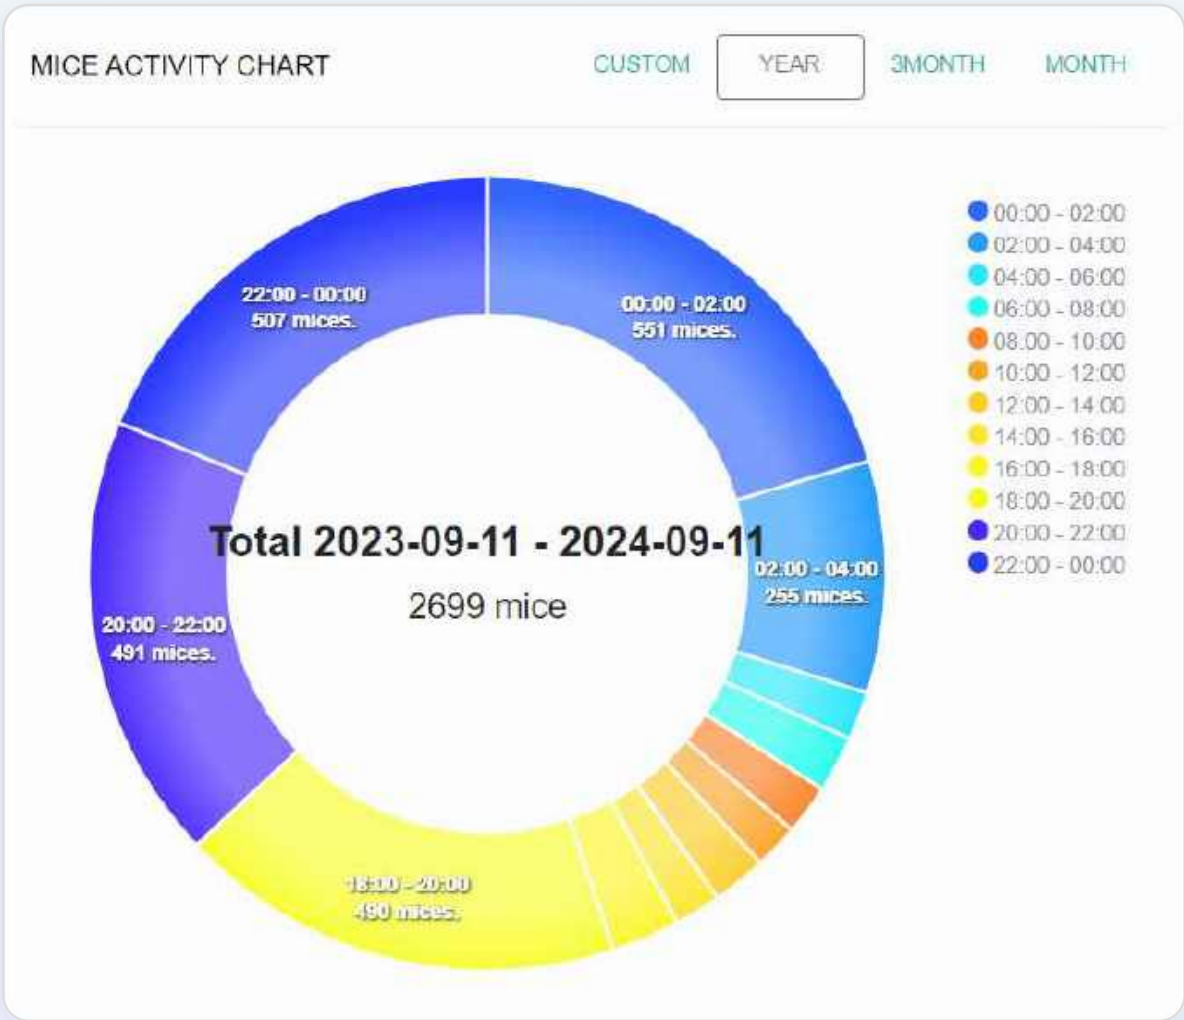 MICE ACTIVITY CHART
CUSTOM
YEAR
3MONTH
MONTH
22:00 - 00:00
507 mices.
00:00 - 02:00
551 mices.
Total 2023-09-11 - 2024-09-11
2699 mice
02:00 - 04:00
255 mices.
20:00 - 22:00
491 mices.
18:00 - 20:00
490 mices.
00:00 - 02:00
02:00 - 04:00
04:00 - 06:00
06:00 - 08:00
08:00 - 10:00
10:00 - 12:00
12:00 - 14:00
14:00 - 16:00
16:00 - 18:00
18:00 - 20:00
20:00 - 22:00
22:00 - 00:00